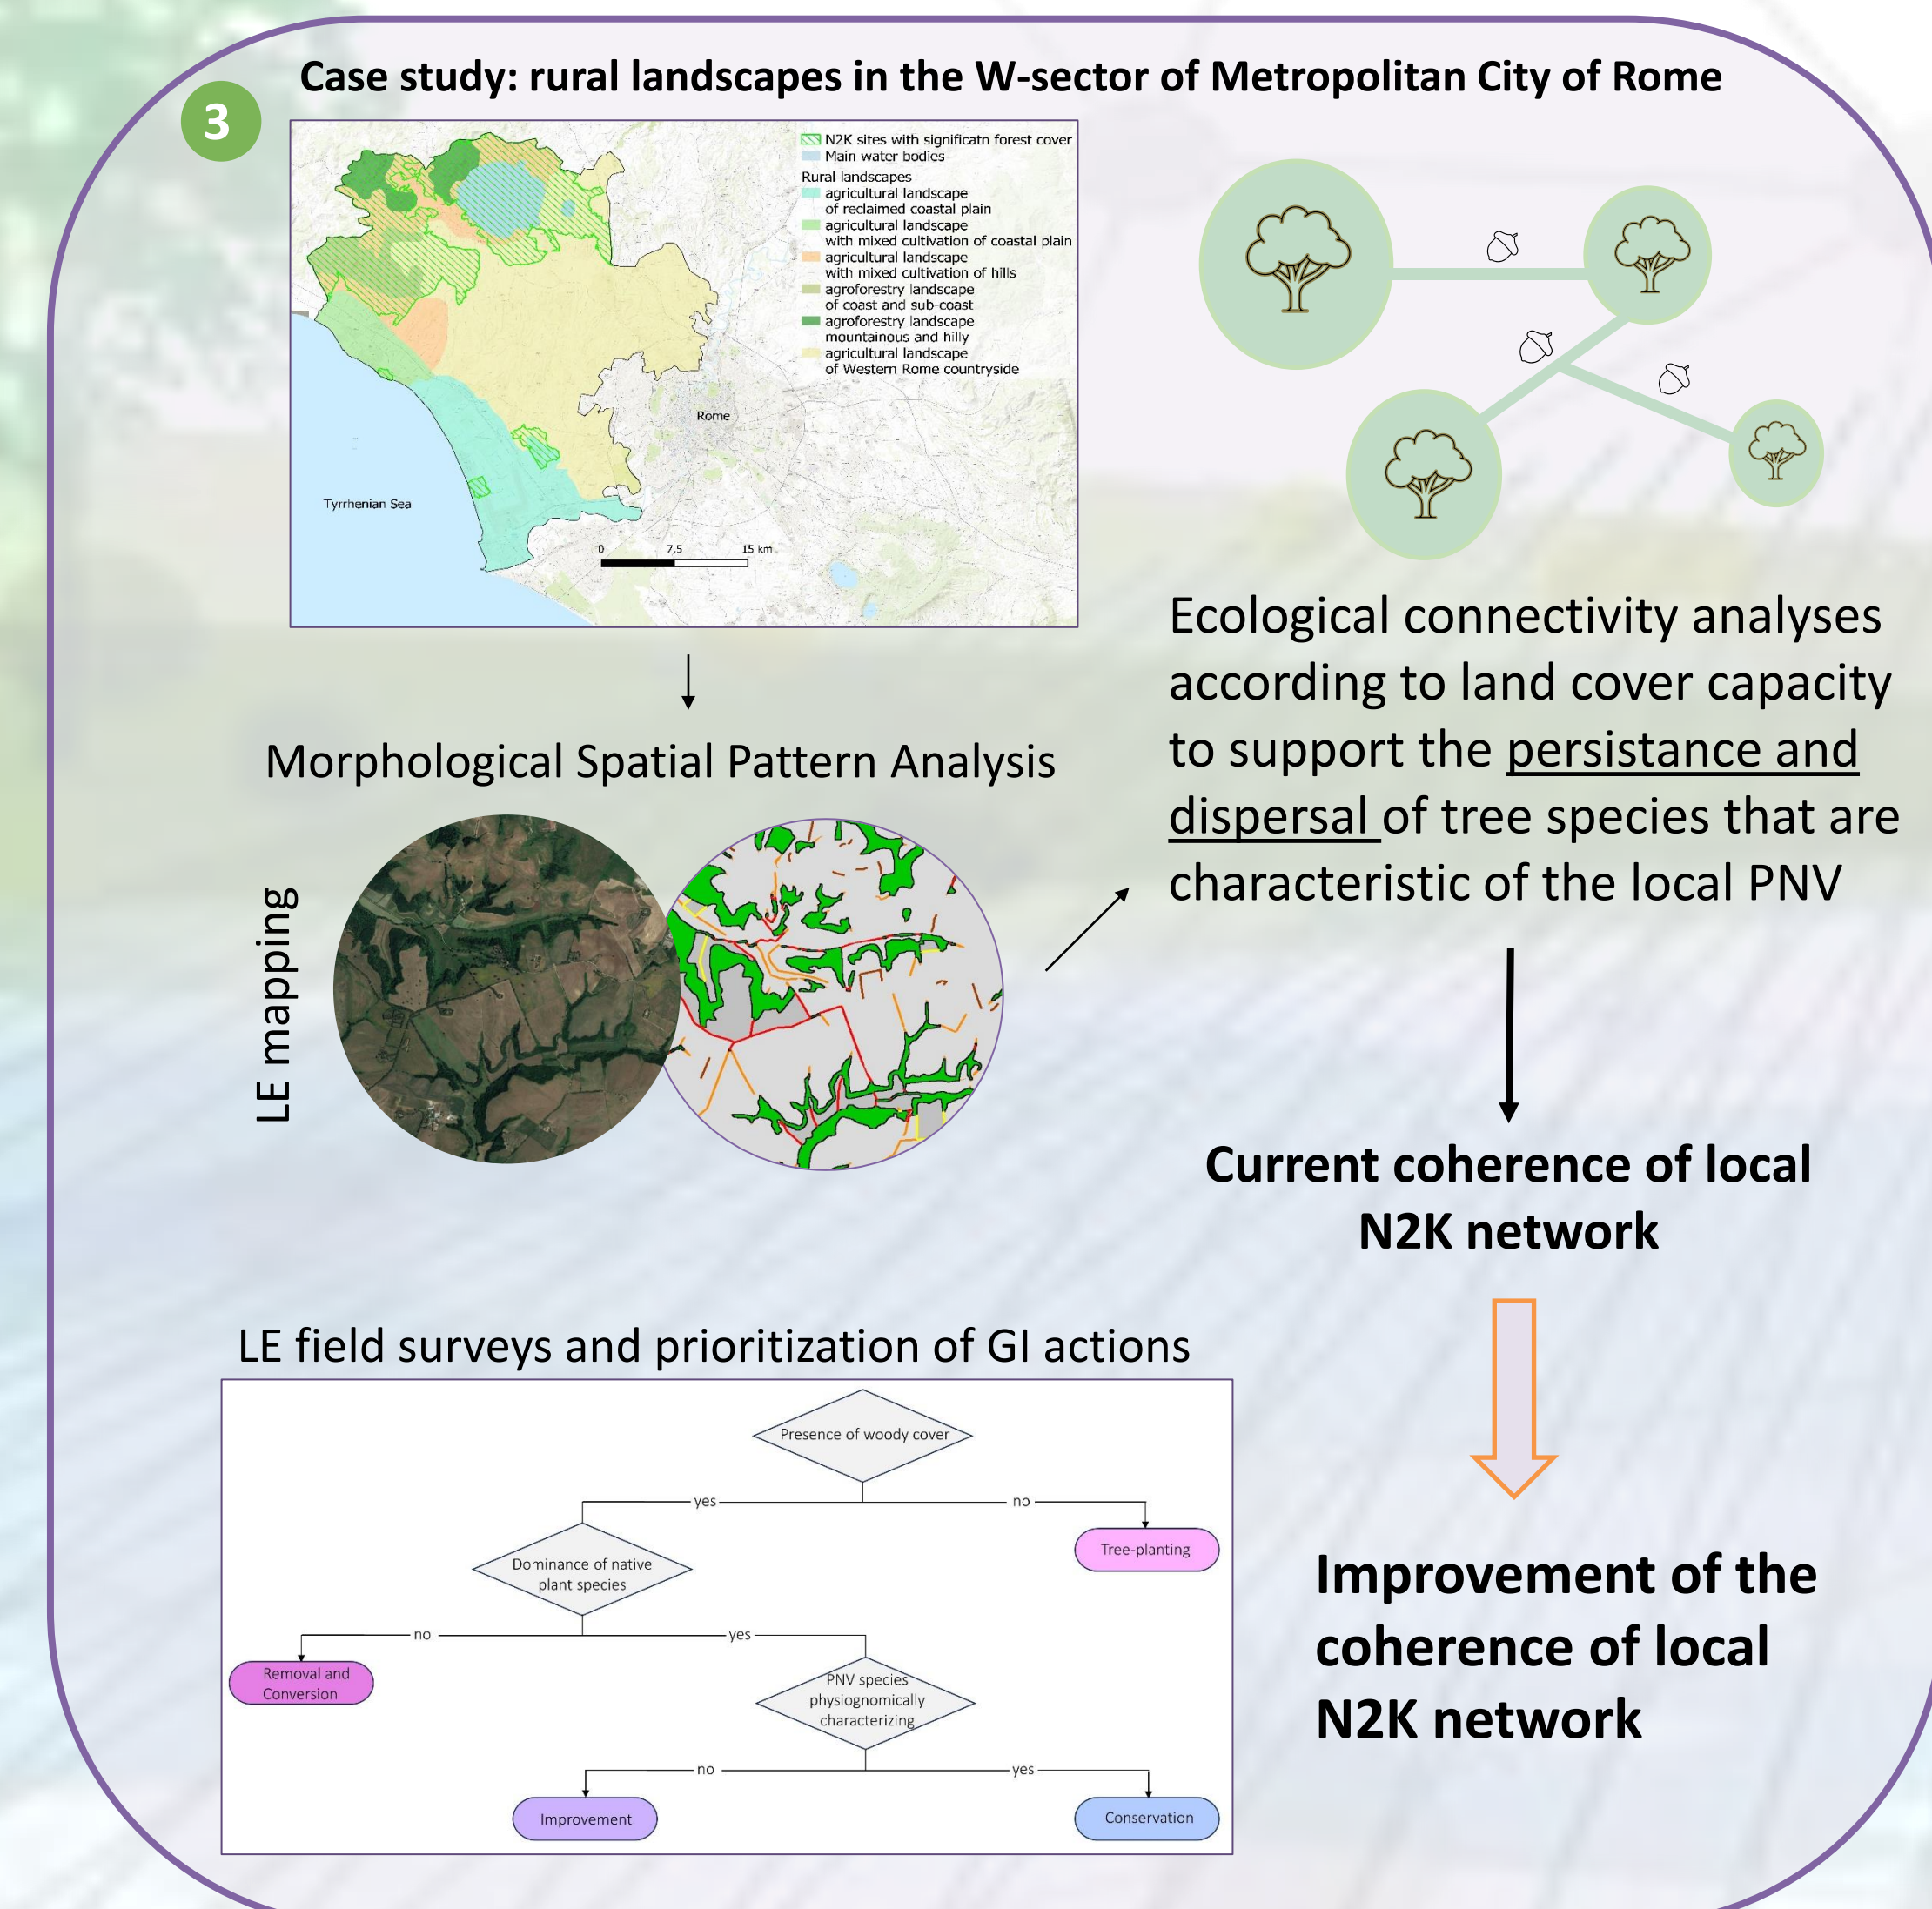 3
Case study: rural landscapes in the W-sector of Metropolitan City of Rome
N2K sites with significatn forest cover
Main water bodies
Rural landscapes
agricultural landscape
of reclaimed coastal plain
agricultural landscape
with mixed cultivation of coastal plain
agricultural landscape
with mixed cultivation of hills
agroforestry landscape
of coast and sub-coast
agroforestry landscape
mountainous and hilly
agricultural landscape
of Western Rome countryside
Rome
Tyrrhenian Sea
0 7,5 15 km
Morphological Spatial Pattern Analysis
LE mapping
Ecological connectivity analyses
according to land cover capacity
to support the persistance and
dispersal of tree species that are
characteristic of the local PNV
Current coherence of local
N2K network
Improvement of the
coherence of local
N2K network
LE field surveys and prioritization of GI actions
Presence of woody cover
yes
no
Tree-planting
Dominance of native
plant species
no
yes
Removal and
Conversion
PNV species
physiognomically
characterizing
no
yes
Improvement
Conservation